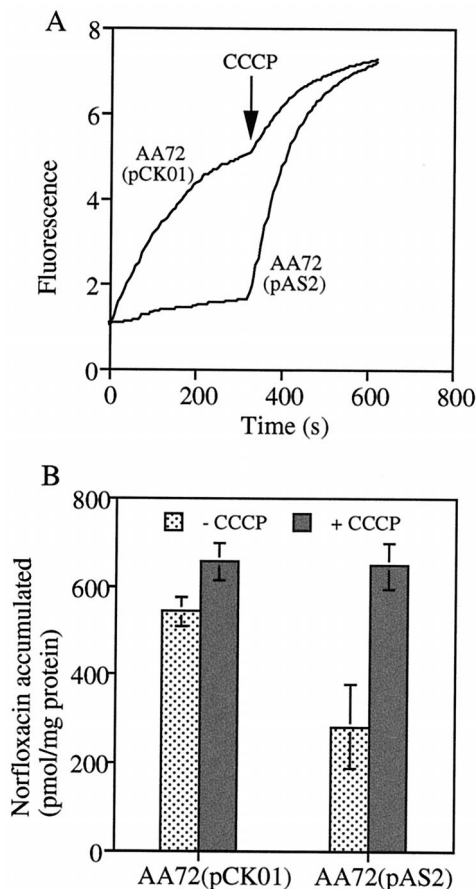 A
8
6
4
2
0
Fluorescence
CCCP
AA72
(pCK01)
AA72
(pAS2)
0 200 400 600 800
Time (s)
B
800
600
400
200
0
Norfloxacin accumulated
(pmol/mg protein)
- CCCP + CCCP
AA72(pCK01) AA72(pAS2)